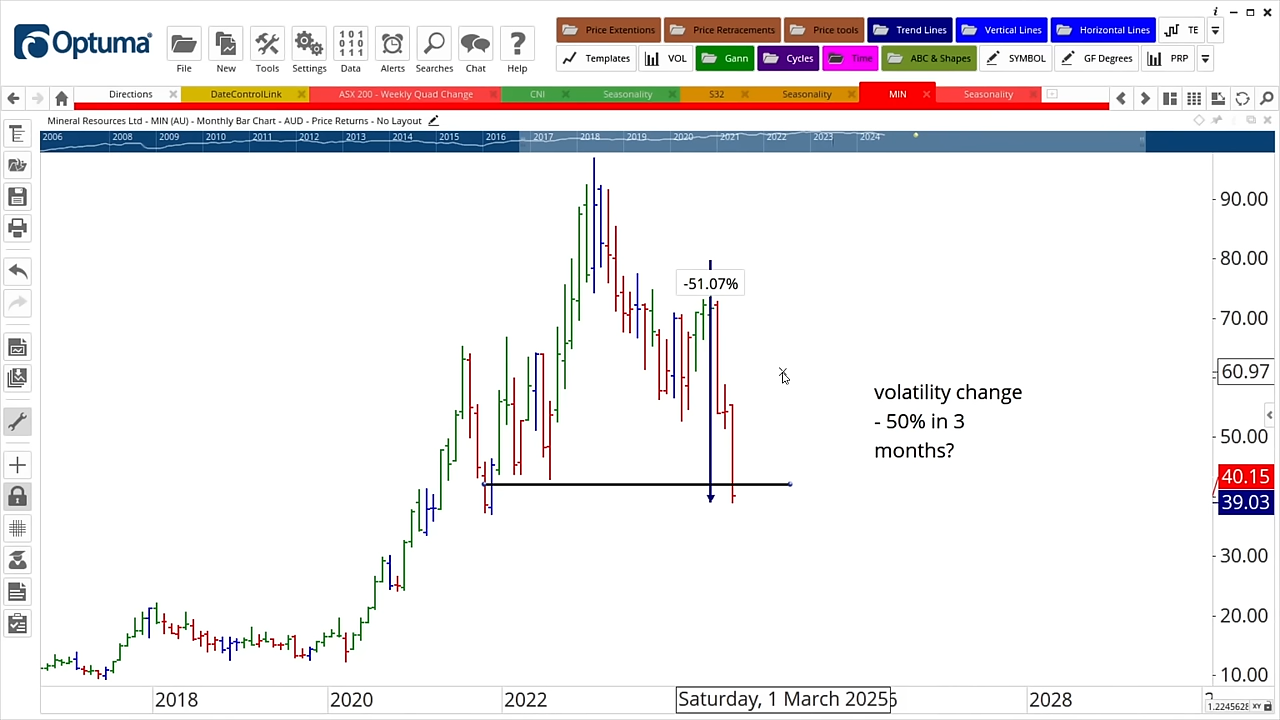 Optuma
File
New
Tools
Settings
Data
Alerts
Searches
Chat
Help
Price Extentions
Price Retracements
Price tools
Trend Lines
Vertical Lines
Horizontal Lines
TE
Templates
VOL
Gann
Cycles
Time
ABC & Shapes
SYMBOL
GF Degrees
PRP
Directions
DateControlLink
ASX 200 - Weekly Quad Change
CNI
Seasonality
S32
Seasonality
MIN
Seasonality
Mineral Resources Ltd - MIN (AU) - Monthly Bar Chart - AUD - Price Returns - No Layout
2006 2008 2009 2010 2011 2012 2013 2014 2015 2016 2017 2018 2019 2020 2021 2022 2023 2024
90.00
80.00
-51.07%
70.00
60.97
volatility change
- 50% in 3
months?
50.00
40.15
39.03
30.00
20.00
10.00
2018 2020 2022 Saturday, 1 March 2025 6 2028
1.2245628 XY